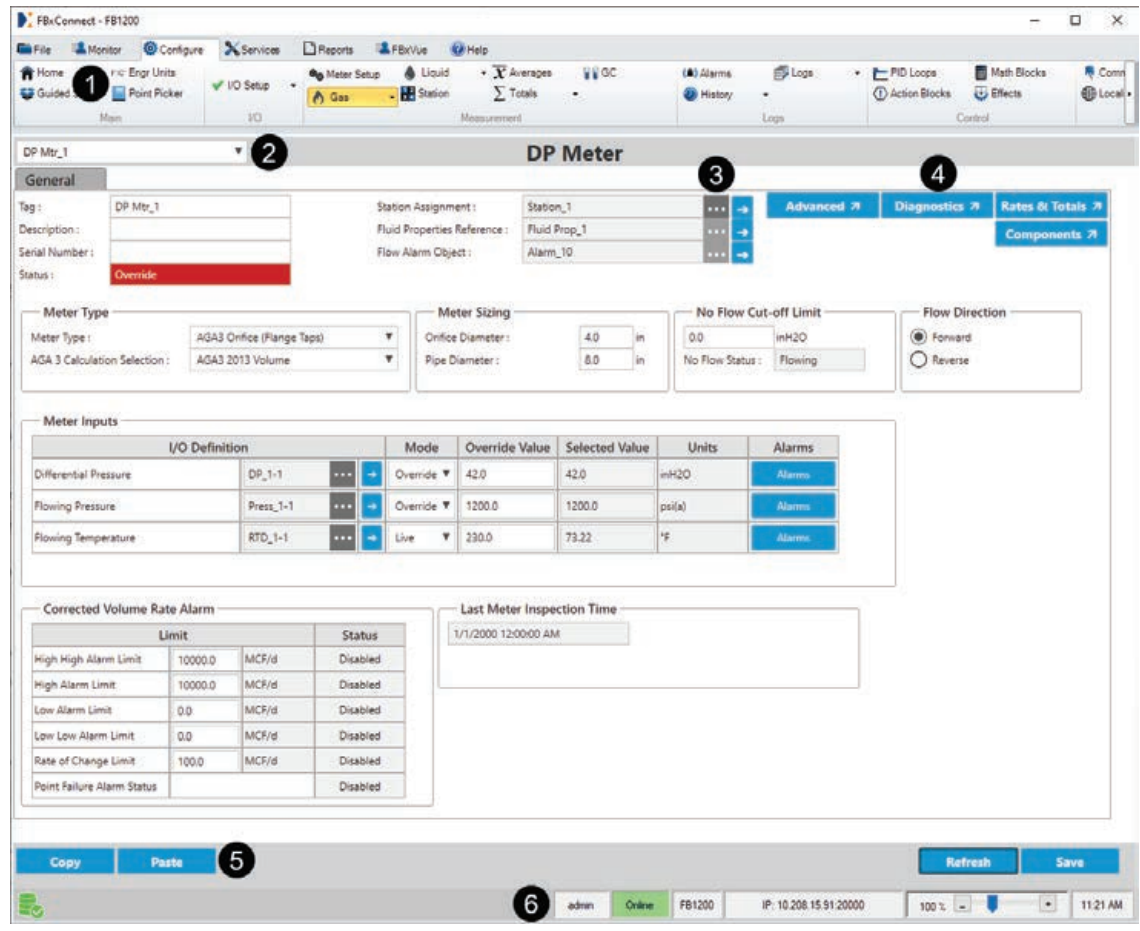 FBxConnect - FB1200
File Monitor Configure Services Reports FBxVue Help
Home Engr Units Meter Setup Liquid X Averages GC Alarms Logs PID Loops Math Blocks Comm
1
I/O Setup
Guided Point Picker Gas Station Σ Totals History Action Blocks Effects Local
Main I/O Measurement Logs Control
DP Mtr_1 2 DP Meter
General 3 4
Tag : DP Mtr_1 Station Assignment : Station_1 ... Advanced Diagnostics Rates & Totals
Description : Fluid Properties Reference : Fluid Prop_1 ... Components
Serial Number : Flow Alarm Object : Alarm_10 ...
Status : Override
Meter Type Meter Sizing No Flow Cut-off Limit Flow Direction
Meter Type : AGA3 Orifice (Flange Taps) Orifice Diameter : 4.0 in 0.0 inH2O Forward
AGA 3 Calculation Selection : AGA3 2013 Volume Pipe Diameter : 8.0 in No Flow Status : Flowing Reverse
Meter Inputs
I/O Definition Mode Override Value Selected Value Units Alarms
Differential Pressure DP_1-1 ... Override 42.0 42.0 inH2O Alarms
Flowing Pressure Press_1-1 ... Override 1200.0 1200.0 psi(a) Alarms
Flowing Temperature RTD_1-1 ... Live 230.0 73.22 °F Alarms
Corrected Volume Rate Alarm Last Meter Inspection Time
Limit Status 1/1/2000 12:00:00 AM
High High Alarm Limit 10000.0 MCF/d Disabled
High Alarm Limit 10000.0 MCF/d Disabled
Low Alarm Limit 0.0 MCF/d Disabled
Low Low Alarm Limit 0.0 MCF/d Disabled
Rate of Change Limit 100.0 MCF/d Disabled
Point Failure Alarm Status Disabled
Copy Paste 5 Refresh Save
6 admin Online FB1200 IP: 10.208.15.91:20000 100 % - + 11:21 AM